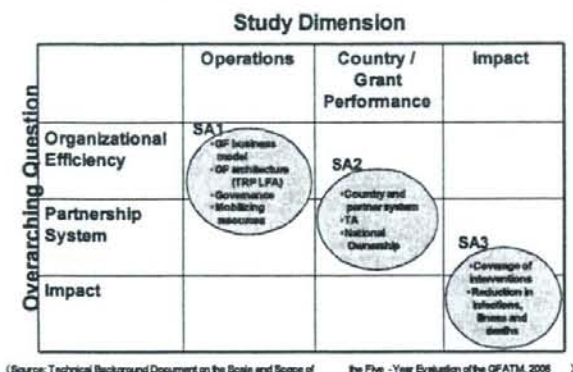 Study Dimension
Overarching Question
Operations
Country /
Grant
Performance
Impact
Organizational
Efficiency
Partnership
System
Impact
SA1
•GF business
model
•GF architecture
(TRP LFA)
•Governance
•Mobilizing
resources
SA2
•Country and
partner system
•TA
•National
Ownership
SA3
•Coverage of
interventions
•Reduction in
infections,
illness and
deaths
(Source: Technical Background Document on the Scale and Scope of the Five -Year Evaluation of the GFATM, 2006 )